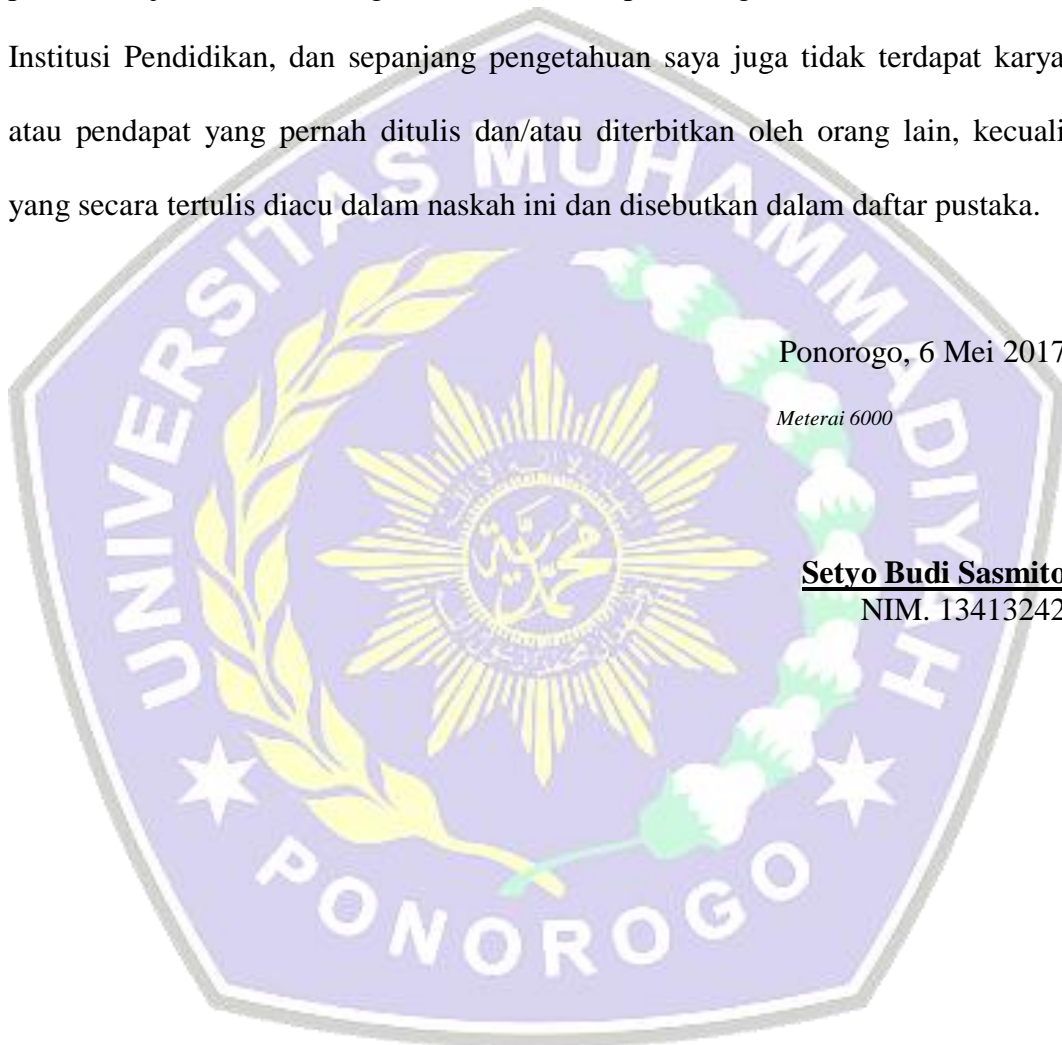 Institusi Pendidikan, dan sepanjang pengetahuan saya juga tidak terdapat karya
atau pendapat yang pernah ditulis dan/atau diterbitkan oleh orang lain, kecuali
yang secara tertulis diacu dalam naskah ini dan disebutkan dalam daftar pustaka.
Ponorogo, 6 Mei 2017
Meterai 6000
Setyo Budi Sasmito
NIM. 13413242
UNIVERSITAS MUHAMMADIYAH
PONOROGO
محمدية